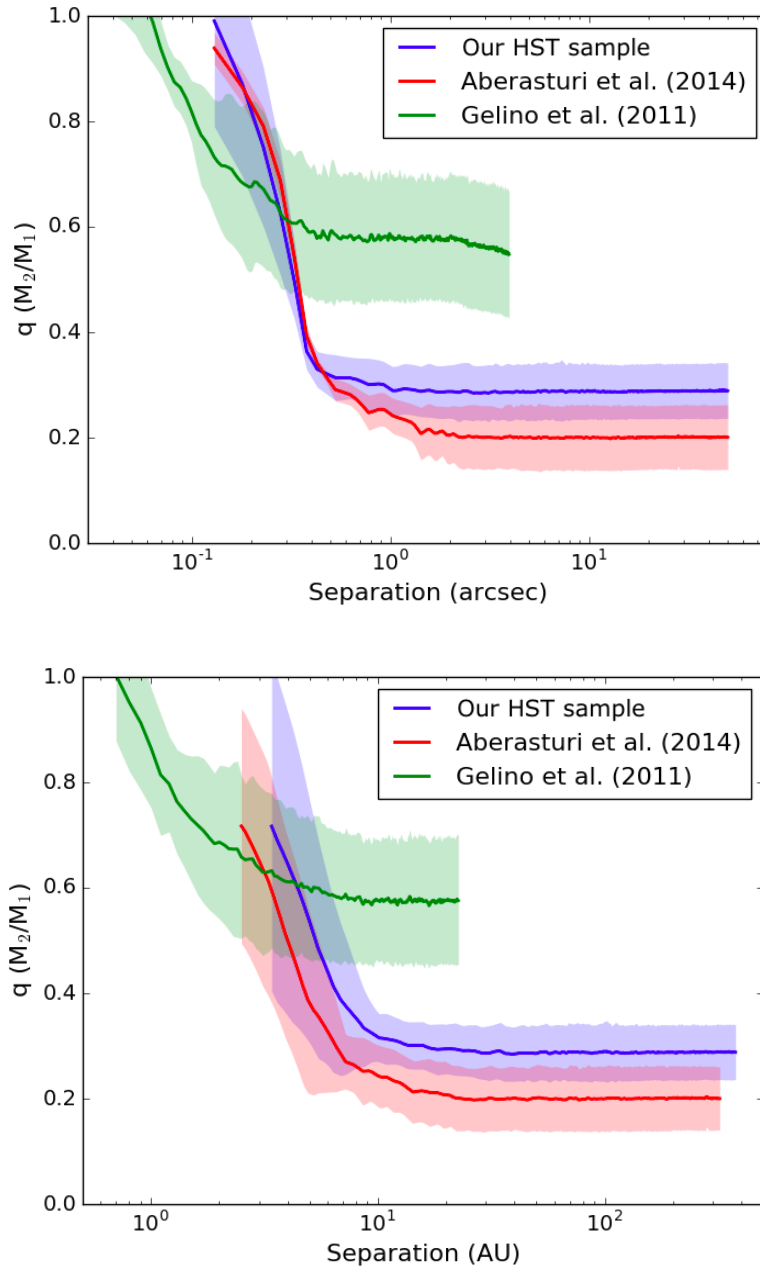 1.0
0.8
0.6
0.4
0.2
0.0
q (M₂/M₁)
Our HST sample
Aberasturi et al. (2014)
Gelino et al. (2011)
10⁻¹ 10⁰ 10¹
Separation (arcsec)
1.0
0.8
0.6
0.4
0.2
0.0
q (M₂/M₁)
Our HST sample
Aberasturi et al. (2014)
Gelino et al. (2011)
10⁰ 10¹ 10²
Separation (AU)